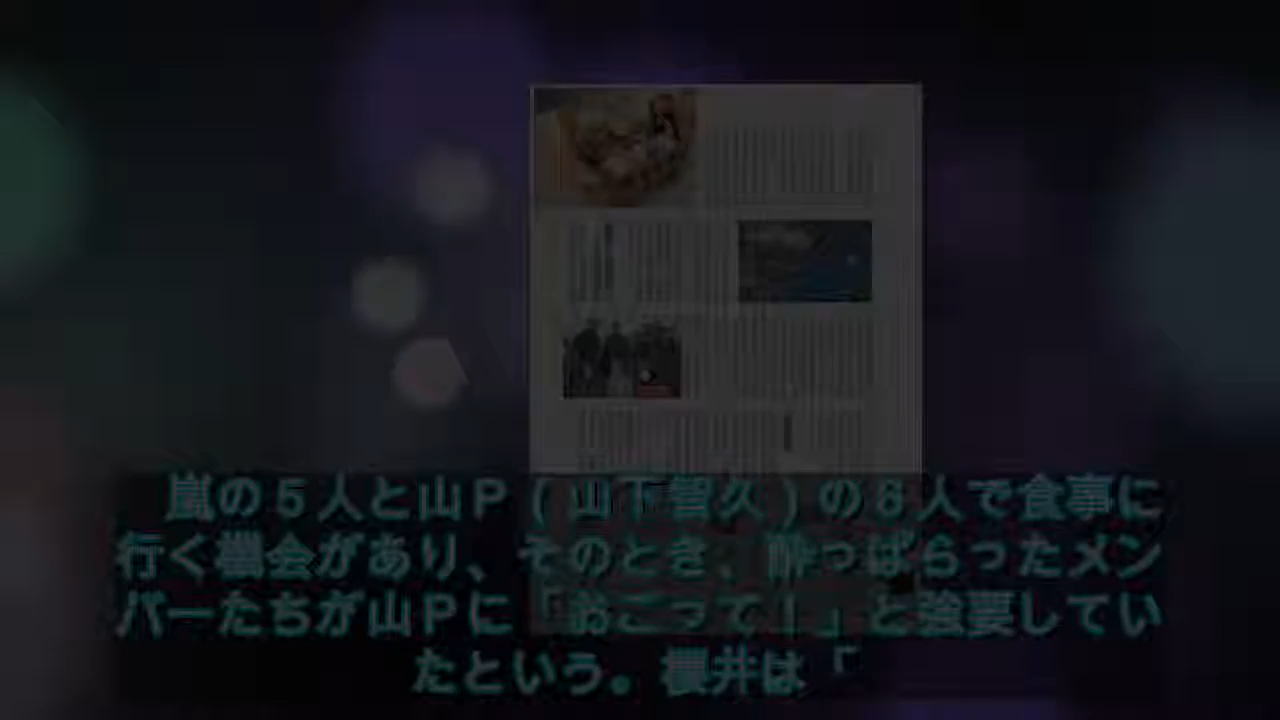 嵐の５人と山Ｐ(山下智久)の８人で食事に
行く機会があり、そのとき、酔っぱらったメン
バーたちが山Ｐに「おごって！」と強要してい
たという。櫻井は「